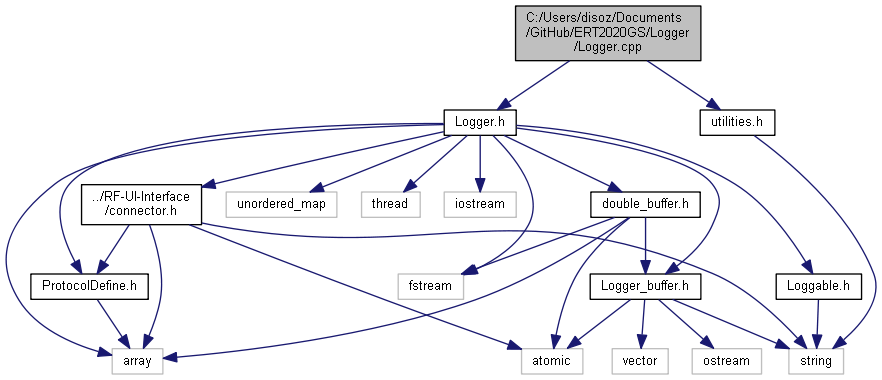 C:/Users/disoz/Documents
/GitHub/ERT2020GS/Logger
/Logger.cpp
Logger.h
utilities.h
../RF-UI-Interface
/connector.h
unordered_map
thread
iostream
double_buffer.h
ProtocolDefine.h
fstream
Logger_buffer.h
Loggable.h
array
atomic
vector
ostream
string